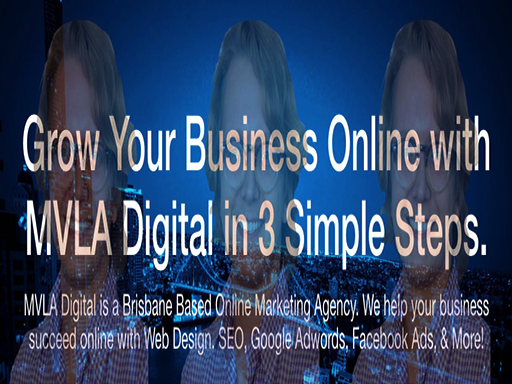 Grow Your Business Online with
MVLA Digital in 3 Simple Steps.
MVLA Digital is a Brisbane Based Online Marketing Agency. We help your business
succeed online with Web Design. SEO, Google Adwords, Facebook Ads, & More!